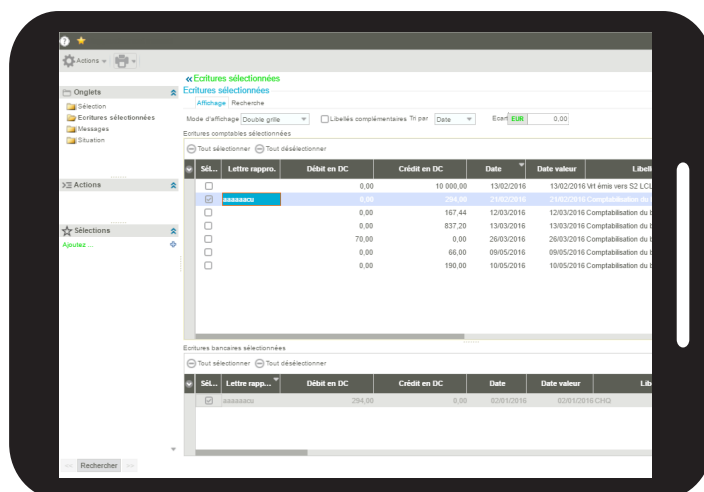 Actions
Ecritures sélectionnées
Onglets
Ecritures sélectionnées
Sélection
Affichage Recherche
Ecritures sélectionnées
Mode d'affichage Double grille Libellés complémentaires Tri par Date Ecart EUR 0,00
Messages
Situation
Ecritures comptables sélectionnées
Tout sélectionner Tout désélectionner
Sél... Lettre rappro. Débit en DC Crédit en DC Date Date valeur Libell
Actions
0,00 10 000,00 13/02/2016 13/02/2016 Vrt émis vers S2 LCL
aaaaaacu 0,00 294,00 21/02/2016 21/02/2016 Comptabilisation du b
0,00 167,44 12/03/2016 12/03/2016 Comptabilisation du b
0,00 837,20 13/03/2016 13/03/2016 Comptabilisation du b
Sélections
70,00 0,00 26/03/2016 26/03/2016 Comptabilisation du t
Ajoutez ...
0,00 66,00 09/05/2016 09/05/2016 Comptabilisation du b
0,00 190,00 10/05/2016 10/05/2016 Comptabilisation du b
Ecritures bancaires sélectionnées
Tout sélectionner Tout désélectionner
Sél... Lettre rapp... Débit en DC Crédit en DC Date Date valeur Lib
aaaaaacu 294,00 0,00 02/01/2016 02/01/2016 CHQ
<< Rechercher >>